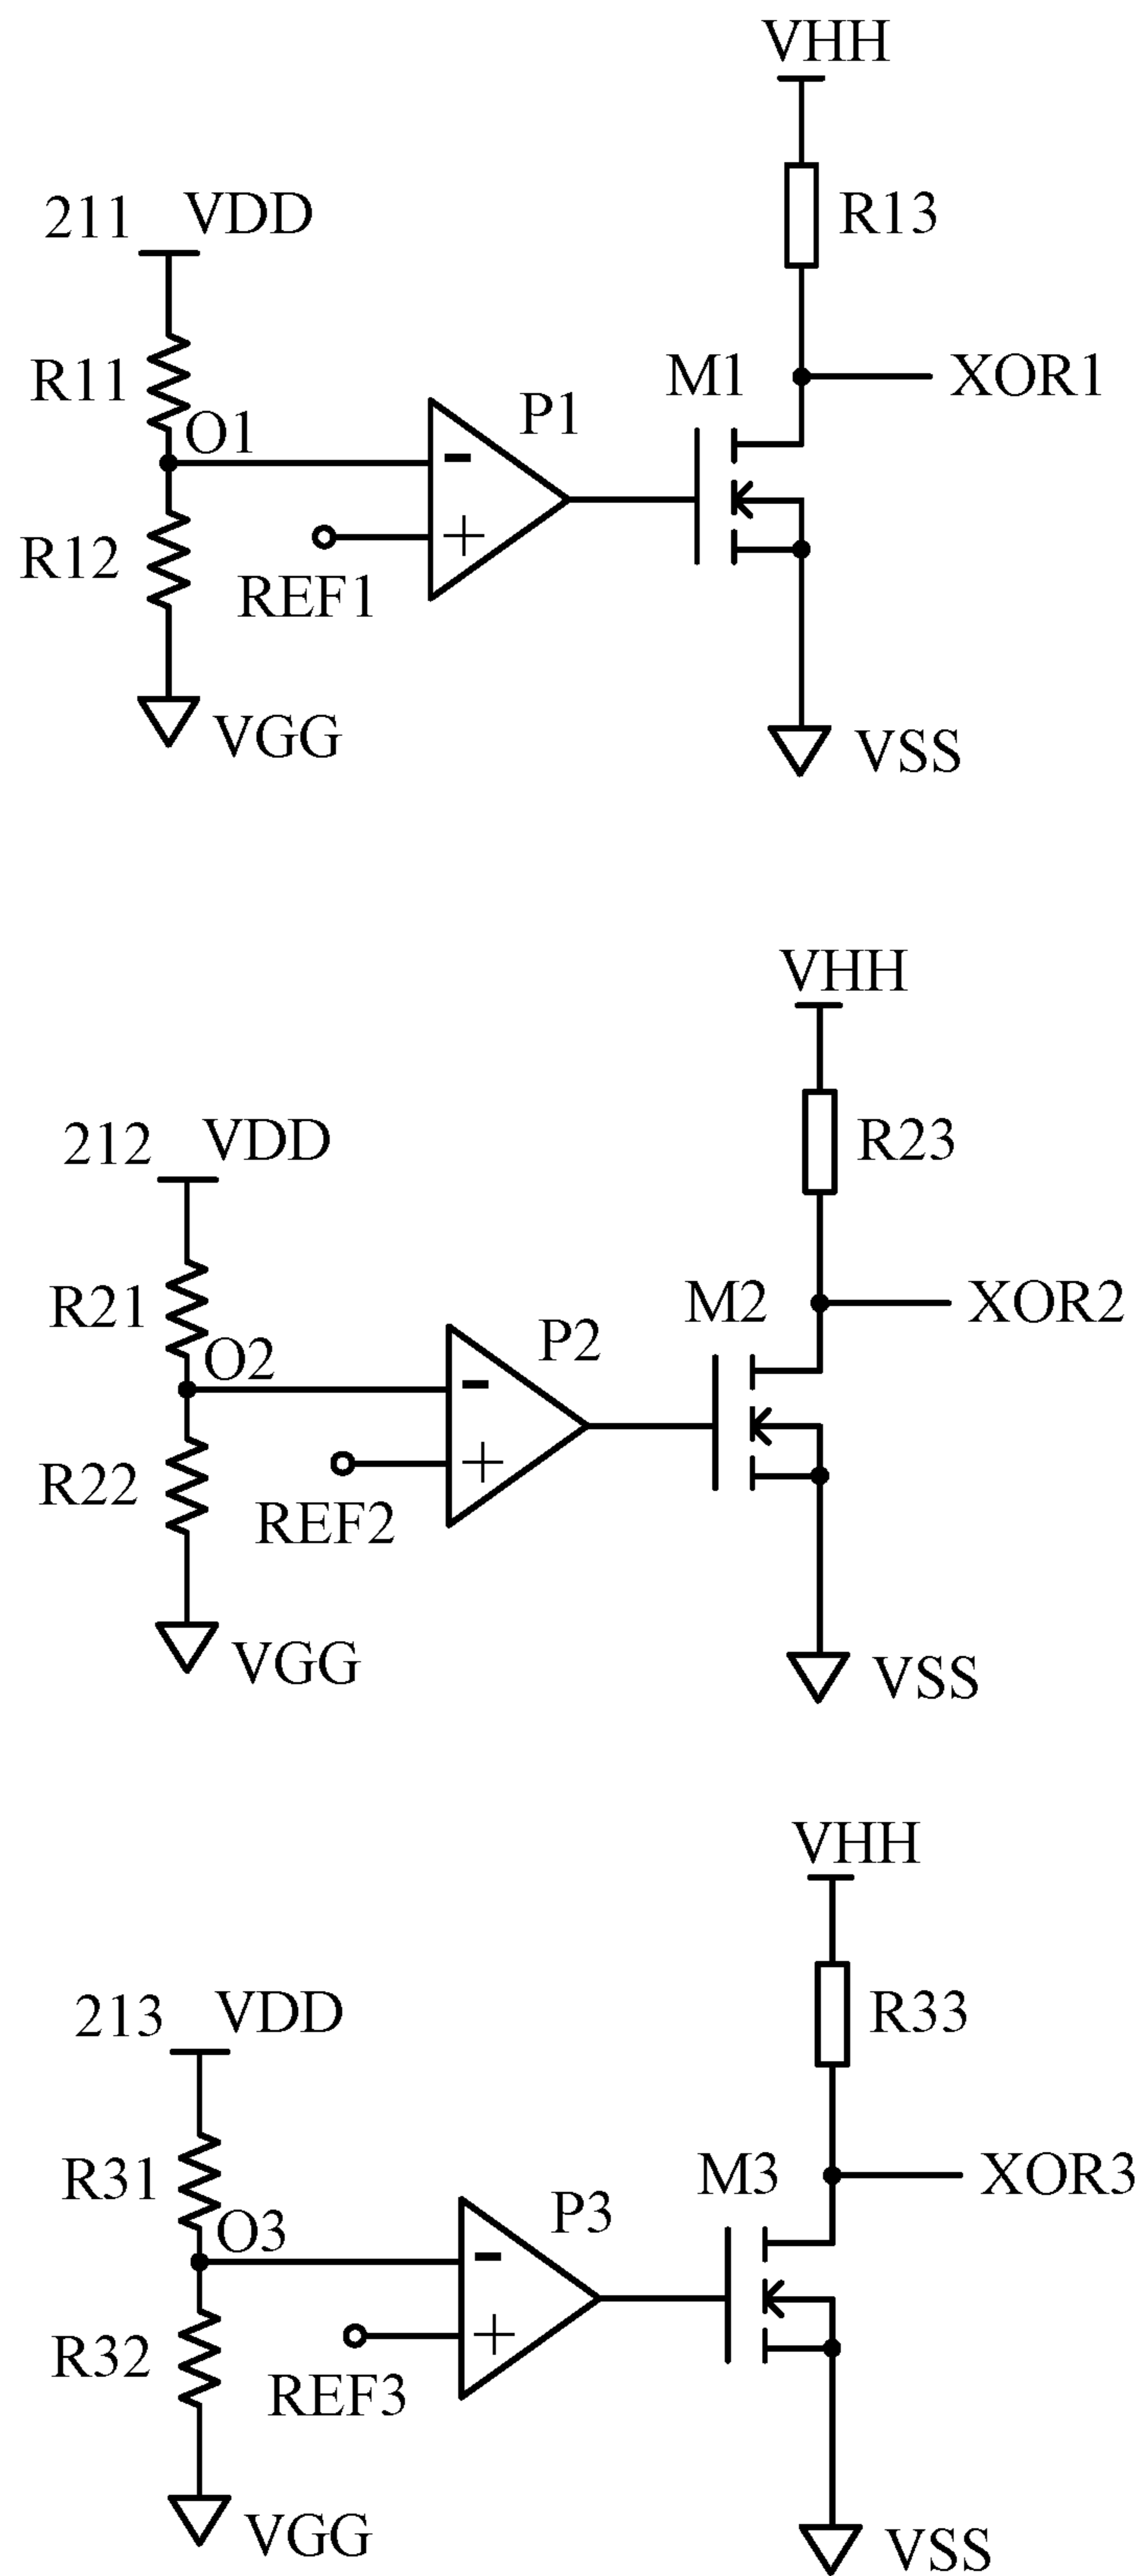 VHH
211 VDD
R13
R11
M1
XOR1
O1
P1
-
+
R12
REF1
VGG
VSS
VHH
212 VDD
R23
R21
M2
XOR2
O2
P2
-
+
R22
REF2
VGG
VSS
VHH
213 VDD
R33
R31
M3
XOR3
O3
P3
-
+
R32
REF3
VGG
VSS